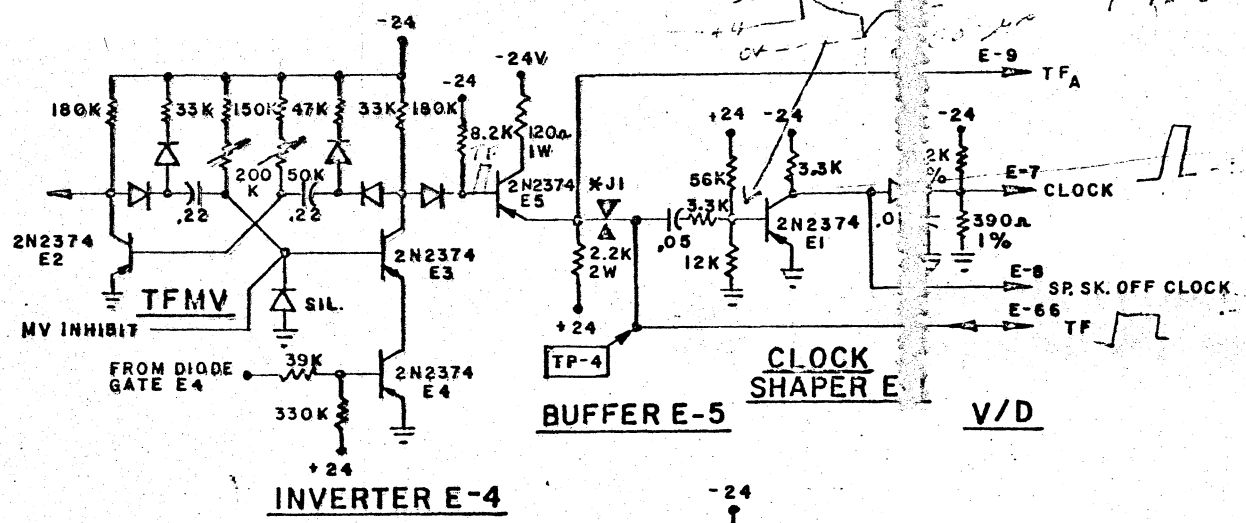 -24
-24
-24V
+4
0V
E-9
TFA
180K
33K
150K
47K
33K
180K
8.2K
120Ω
1W
+24
-24
-24
200
K
50K
.22
.22
2N2374
E5
*J1
56K
3.3K
3.3K
2K
%
E-7
CLOCK
2N2374
E2
2N2374
E3
.05
2N2374
E1
.0
390Ω
1%
2.2K
2W
12K
TFMV
SIL.
E-8
SP. SK. OFF CLOCK
MV INHIBIT
+24
E-66
TF
FROM DIODE
GATE E4
39K
2N2374
E4
TP-4
CLOCK
SHAPER E
330K
BUFFER E-5
V/D
+24
INVERTER E-4
-24